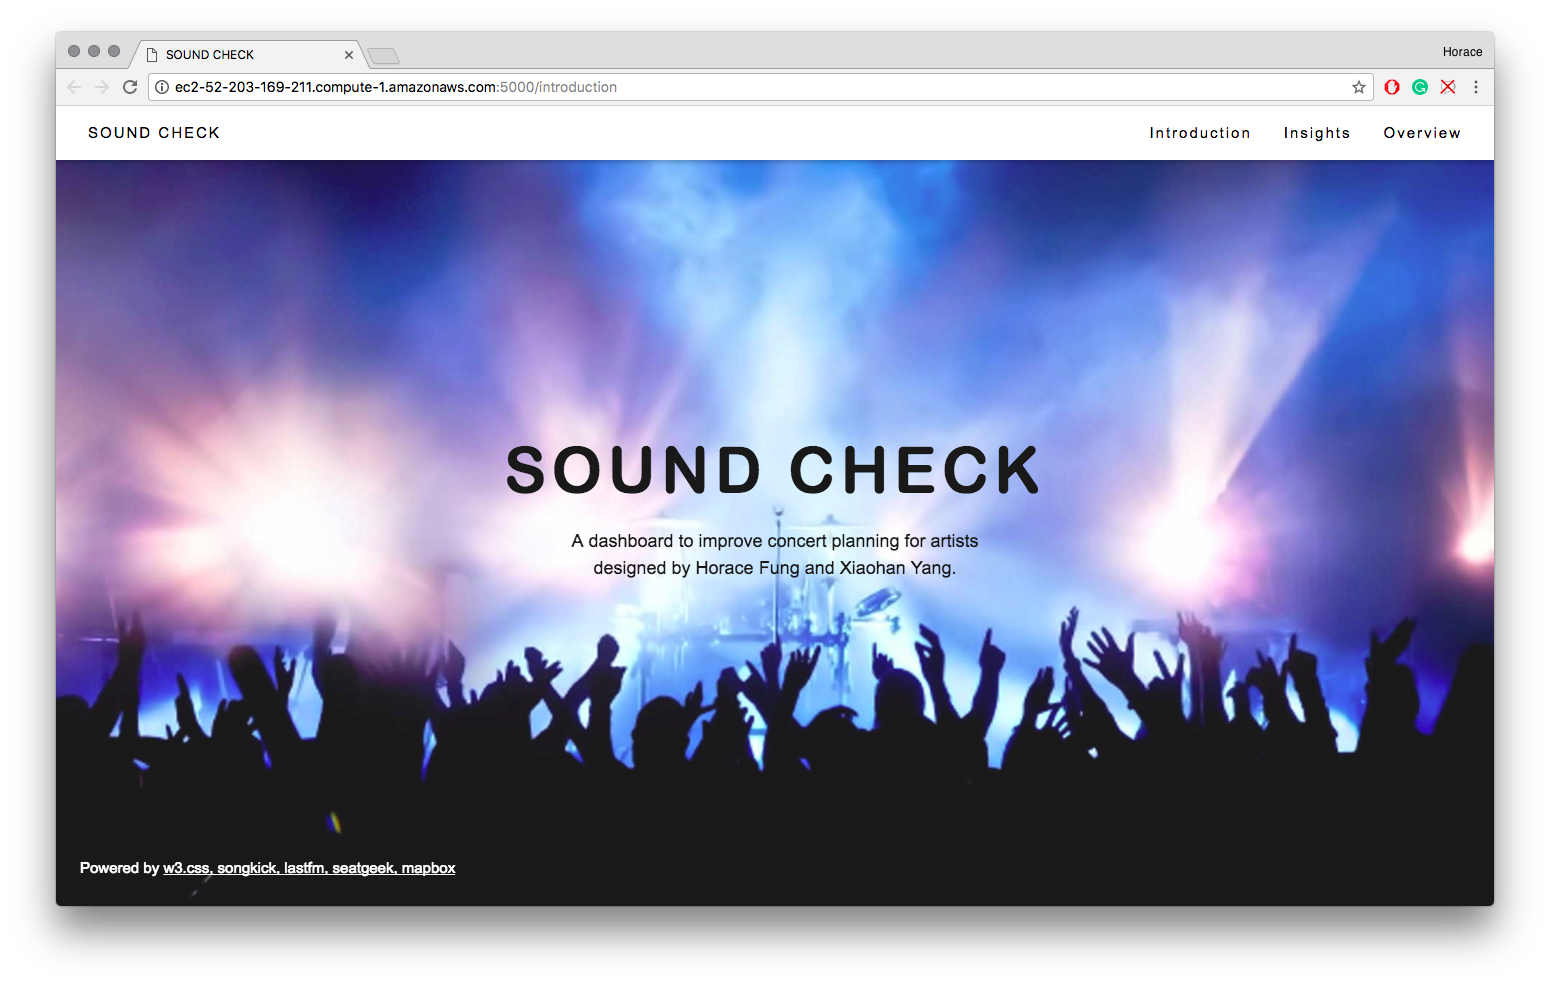 SOUND CHECK
Horace
ec2-52-203-169-211.compute-1.amazonaws.com:5000/introduction
SOUND CHECK
Introduction Insights Overview
SOUND CHECK
A dashboard to improve concert planning for artists
designed by Horace Fung and Xiaohan Yang.
Powered by w3.css, songkick, lastfm, seatgeek, mapbox